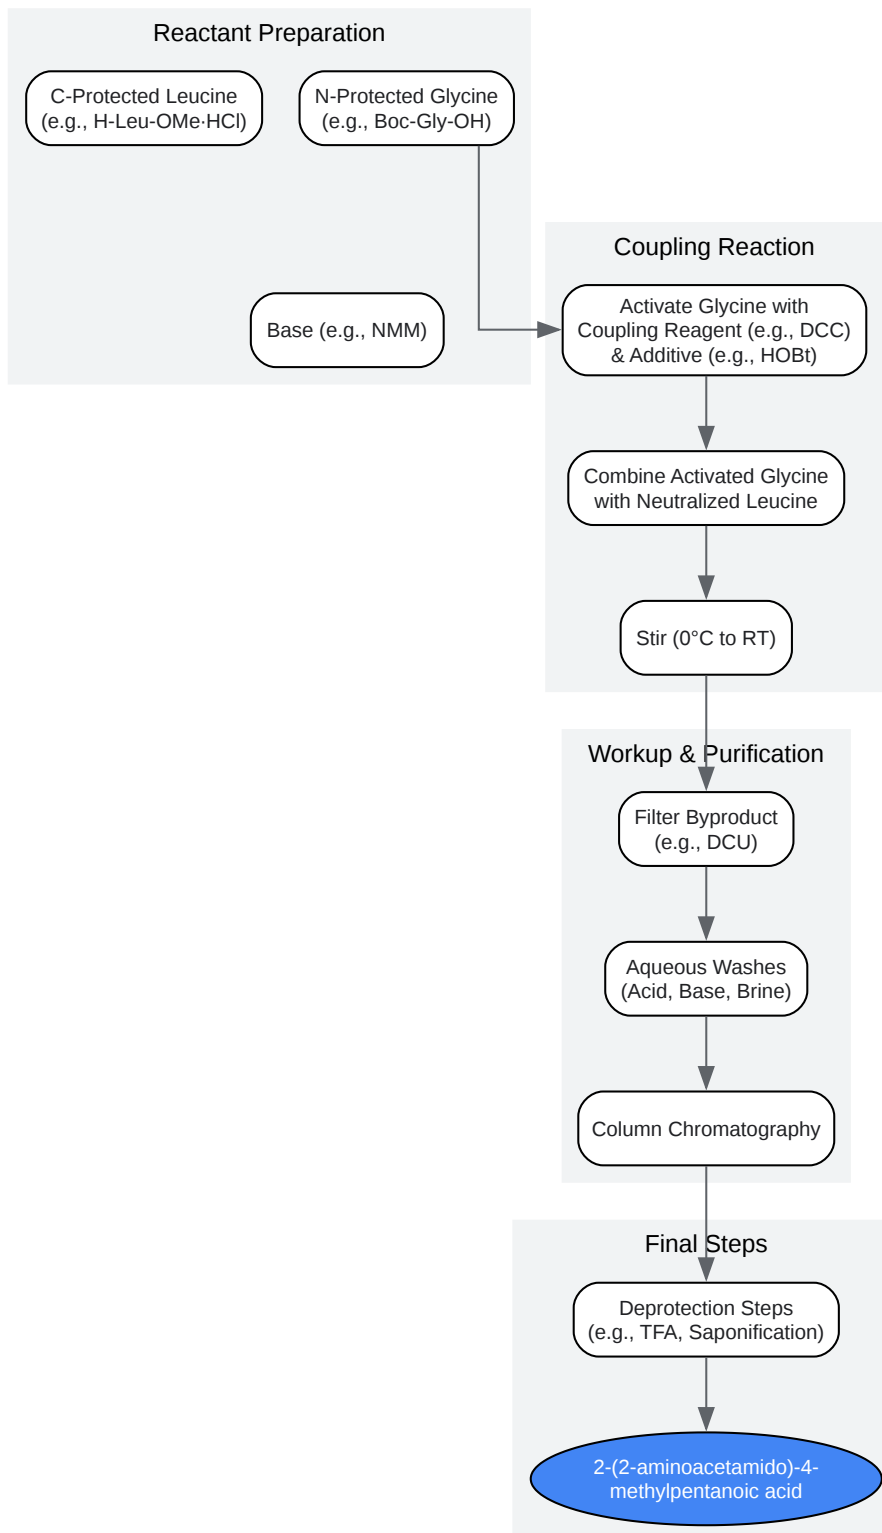 Reactant Preparation
C-Protected Leucine
(e.g., H-Leu-OMe·HCl)
N-Protected Glycine
(e.g., Boc-Gly-OH)
Base (e.g., NMM)
Coupling Reaction
Activate Glycine with
Coupling Reagent (e.g., DCC)
& Additive (e.g., HOBt)
Combine Activated Glycine
with Neutralized Leucine
Stir (0°C to RT)
Workup & Purification
Filter Byproduct
(e.g., DCU)
Aqueous Washes
(Acid, Base, Brine)
Column Chromatography
Final Steps
Deprotection Steps
(e.g., TFA, Saponification)
2-(2-aminoacetamido)-4-
methylpentanoic acid